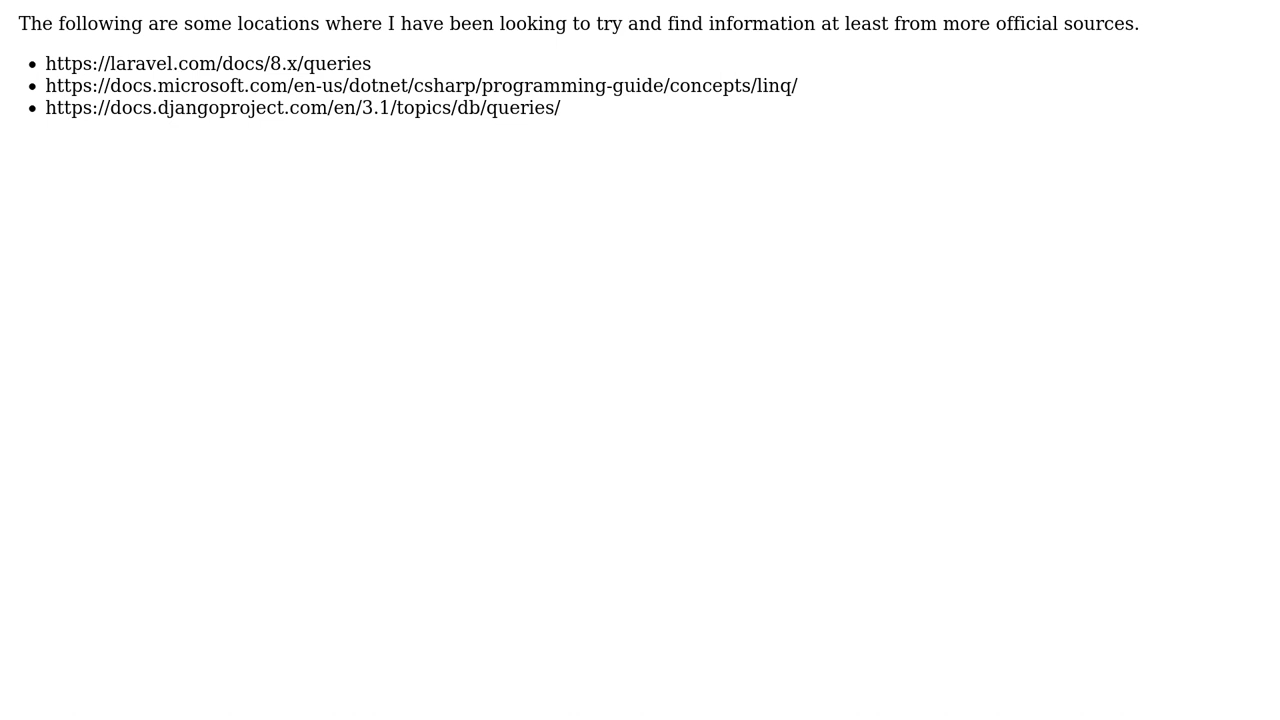 The following are some locations where I have been looking to try and find information at least from more official sources.
• https://laravel.com/docs/8.x/queries
• https://docs.microsoft.com/en-us/dotnet/csharp/programming-guide/concepts/linq/
• https://docs.djangoproject.com/en/3.1/topics/db/queries/